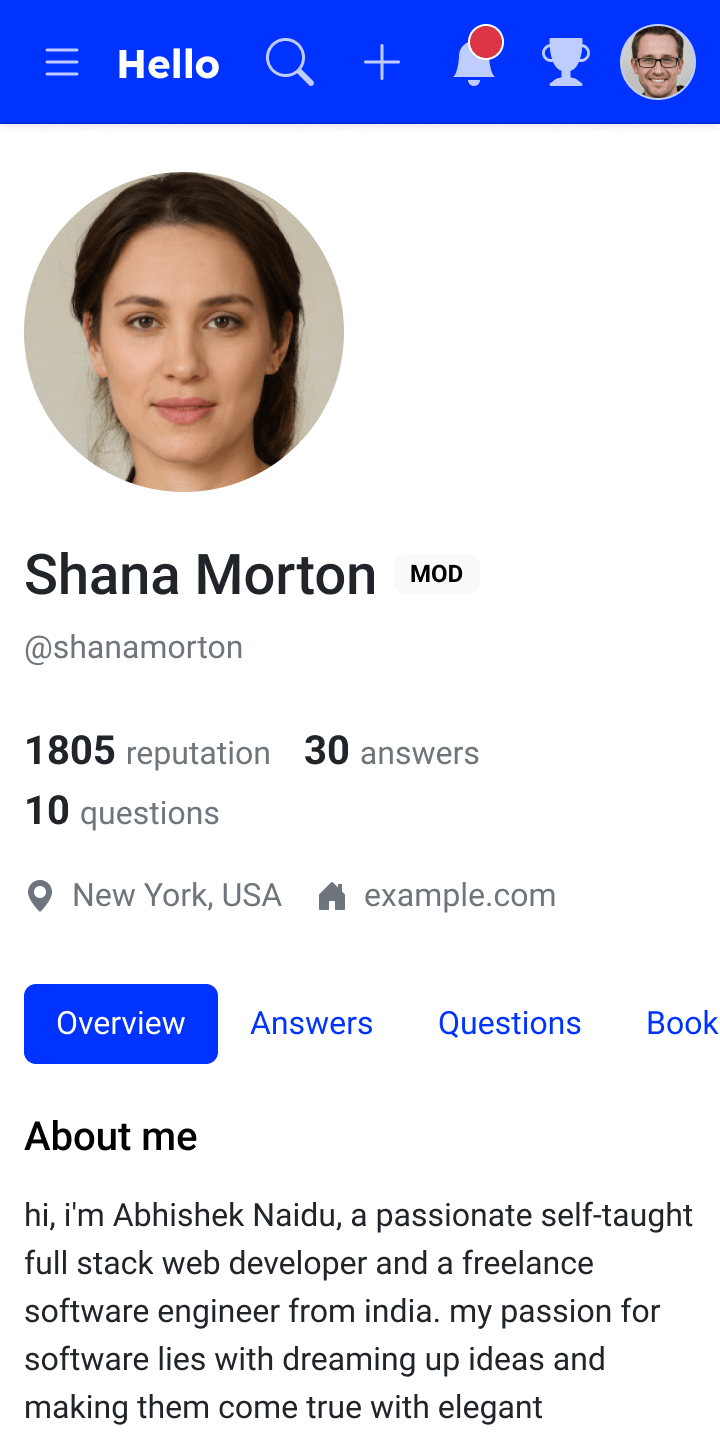 Hello
Shana Morton MOD
@shanamorton
1805 reputation 30 answers
10 questions
New York, USA example.com
Overview Answers Questions Book
About me
hi, i'm Abhishek Naidu, a passionate self-taught
full stack web developer and a freelance
software engineer from india. my passion for
software lies with dreaming up ideas and
making them come true with elegant